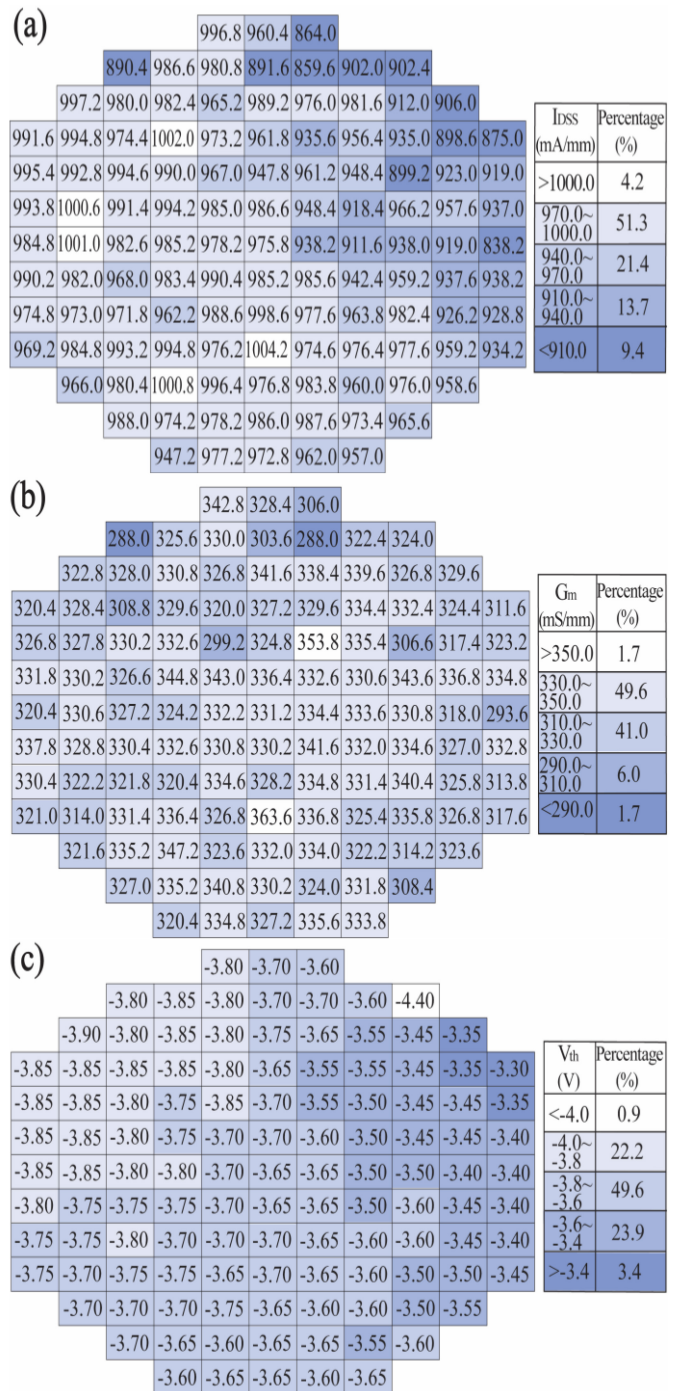 (a)
996.8 960.4 864.0
890.4 986.6 980.8 891.6 859.6 902.0 902.4
997.2 980.0 982.4 965.2 989.2 976.0 981.6 912.0 906.0
991.6 994.8 974.4 1002.0 973.2 961.8 935.6 956.4 935.0 898.6 875.0
995.4 992.8 994.6 990.0 967.0 947.8 961.2 948.4 899.2 923.0 919.0
993.8 1000.6 991.4 994.2 985.0 986.6 948.4 918.4 966.2 957.6 937.0
984.8 1001.0 982.6 985.2 978.2 975.8 938.2 911.6 938.0 919.0 838.2
990.2 982.0 968.0 983.4 990.4 985.2 985.6 942.4 959.2 937.6 938.2
974.8 973.0 971.8 962.2 988.6 998.6 977.6 963.8 982.4 926.2 928.8
969.2 984.8 993.2 994.8 976.2 1004.2 974.6 976.4 977.6 959.2 934.2
966.0 980.4 1000.8 996.4 976.8 983.8 960.0 976.0 958.6
988.0 974.2 978.2 986.0 987.6 973.4 965.6
947.2 977.2 972.8 962.0 957.0
IDSS Percentage
(mA/mm) (%)
>1000.0 4.2
970.0~
1000.0 51.3
940.0~
970.0 21.4
910.0~
940.0 13.7
<910.0 9.4
(b)
342.8 328.4 306.0
288.0 325.6 330.0 303.6 288.0 322.4 324.0
322.8 328.0 330.8 326.8 341.6 338.4 339.6 326.8 329.6
320.4 328.4 308.8 329.6 320.0 327.2 329.6 334.4 332.4 324.4 311.6
326.8 327.8 330.2 332.6 299.2 324.8 353.8 335.4 306.6 317.4 323.2
331.8 330.2 326.6 344.8 343.0 336.4 332.6 330.6 343.6 336.8 334.8
320.4 330.6 327.2 324.2 332.2 331.2 334.4 333.6 330.8 318.0 293.6
337.8 328.8 330.4 332.6 330.8 330.2 341.6 332.0 334.6 327.0 332.8
330.4 322.2 321.8 320.4 334.6 328.2 334.8 331.4 340.4 325.8 313.8
321.0 314.0 331.4 336.4 326.8 363.6 336.8 325.4 335.8 326.8 317.6
321.6 335.2 347.2 323.6 332.0 334.0 322.2 314.2 323.6
327.0 335.2 340.8 330.2 324.0 331.8 308.4
320.4 334.8 327.2 335.6 333.8
Gm Percentage
(mS/mm) (%)
>350.0 1.7
330.0~
350.0 49.6
310.0~
330.0 41.0
290.0~
310.0 6.0
<290.0 1.7
(c)
-3.80 -3.70 -3.60
-3.80 -3.85 -3.80 -3.70 -3.70 -3.60 -4.40
-3.90 -3.80 -3.85 -3.80 -3.75 -3.65 -3.55 -3.45 -3.35
-3.85 -3.85 -3.85 -3.85 -3.80 -3.65 -3.55 -3.55 -3.45 -3.35 -3.30
-3.85 -3.85 -3.80 -3.75 -3.85 -3.70 -3.55 -3.50 -3.45 -3.45 -3.35
-3.85 -3.85 -3.80 -3.75 -3.70 -3.70 -3.60 -3.50 -3.45 -3.45 -3.40
-3.85 -3.85 -3.80 -3.80 -3.70 -3.65 -3.65 -3.50 -3.50 -3.40 -3.40
-3.80 -3.75 -3.75 -3.75 -3.70 -3.65 -3.65 -3.50 -3.60 -3.45 -3.45
-3.75 -3.75 -3.80 -3.70 -3.70 -3.70 -3.65 -3.60 -3.60 -3.45 -3.40
-3.75 -3.70 -3.75 -3.75 -3.65 -3.70 -3.65 -3.60 -3.50 -3.50 -3.45
-3.70 -3.70 -3.70 -3.75 -3.65 -3.60 -3.60 -3.50 -3.55
-3.70 -3.65 -3.60 -3.65 -3.65 -3.55 -3.60
-3.60 -3.65 -3.65 -3.60 -3.65
Vth Percentage
(V) (%)
<-4.0 0.9
-4.0~
-3.8 22.2
-3.8~
-3.6 49.6
-3.6~
-3.4 23.9
>-3.4 3.4